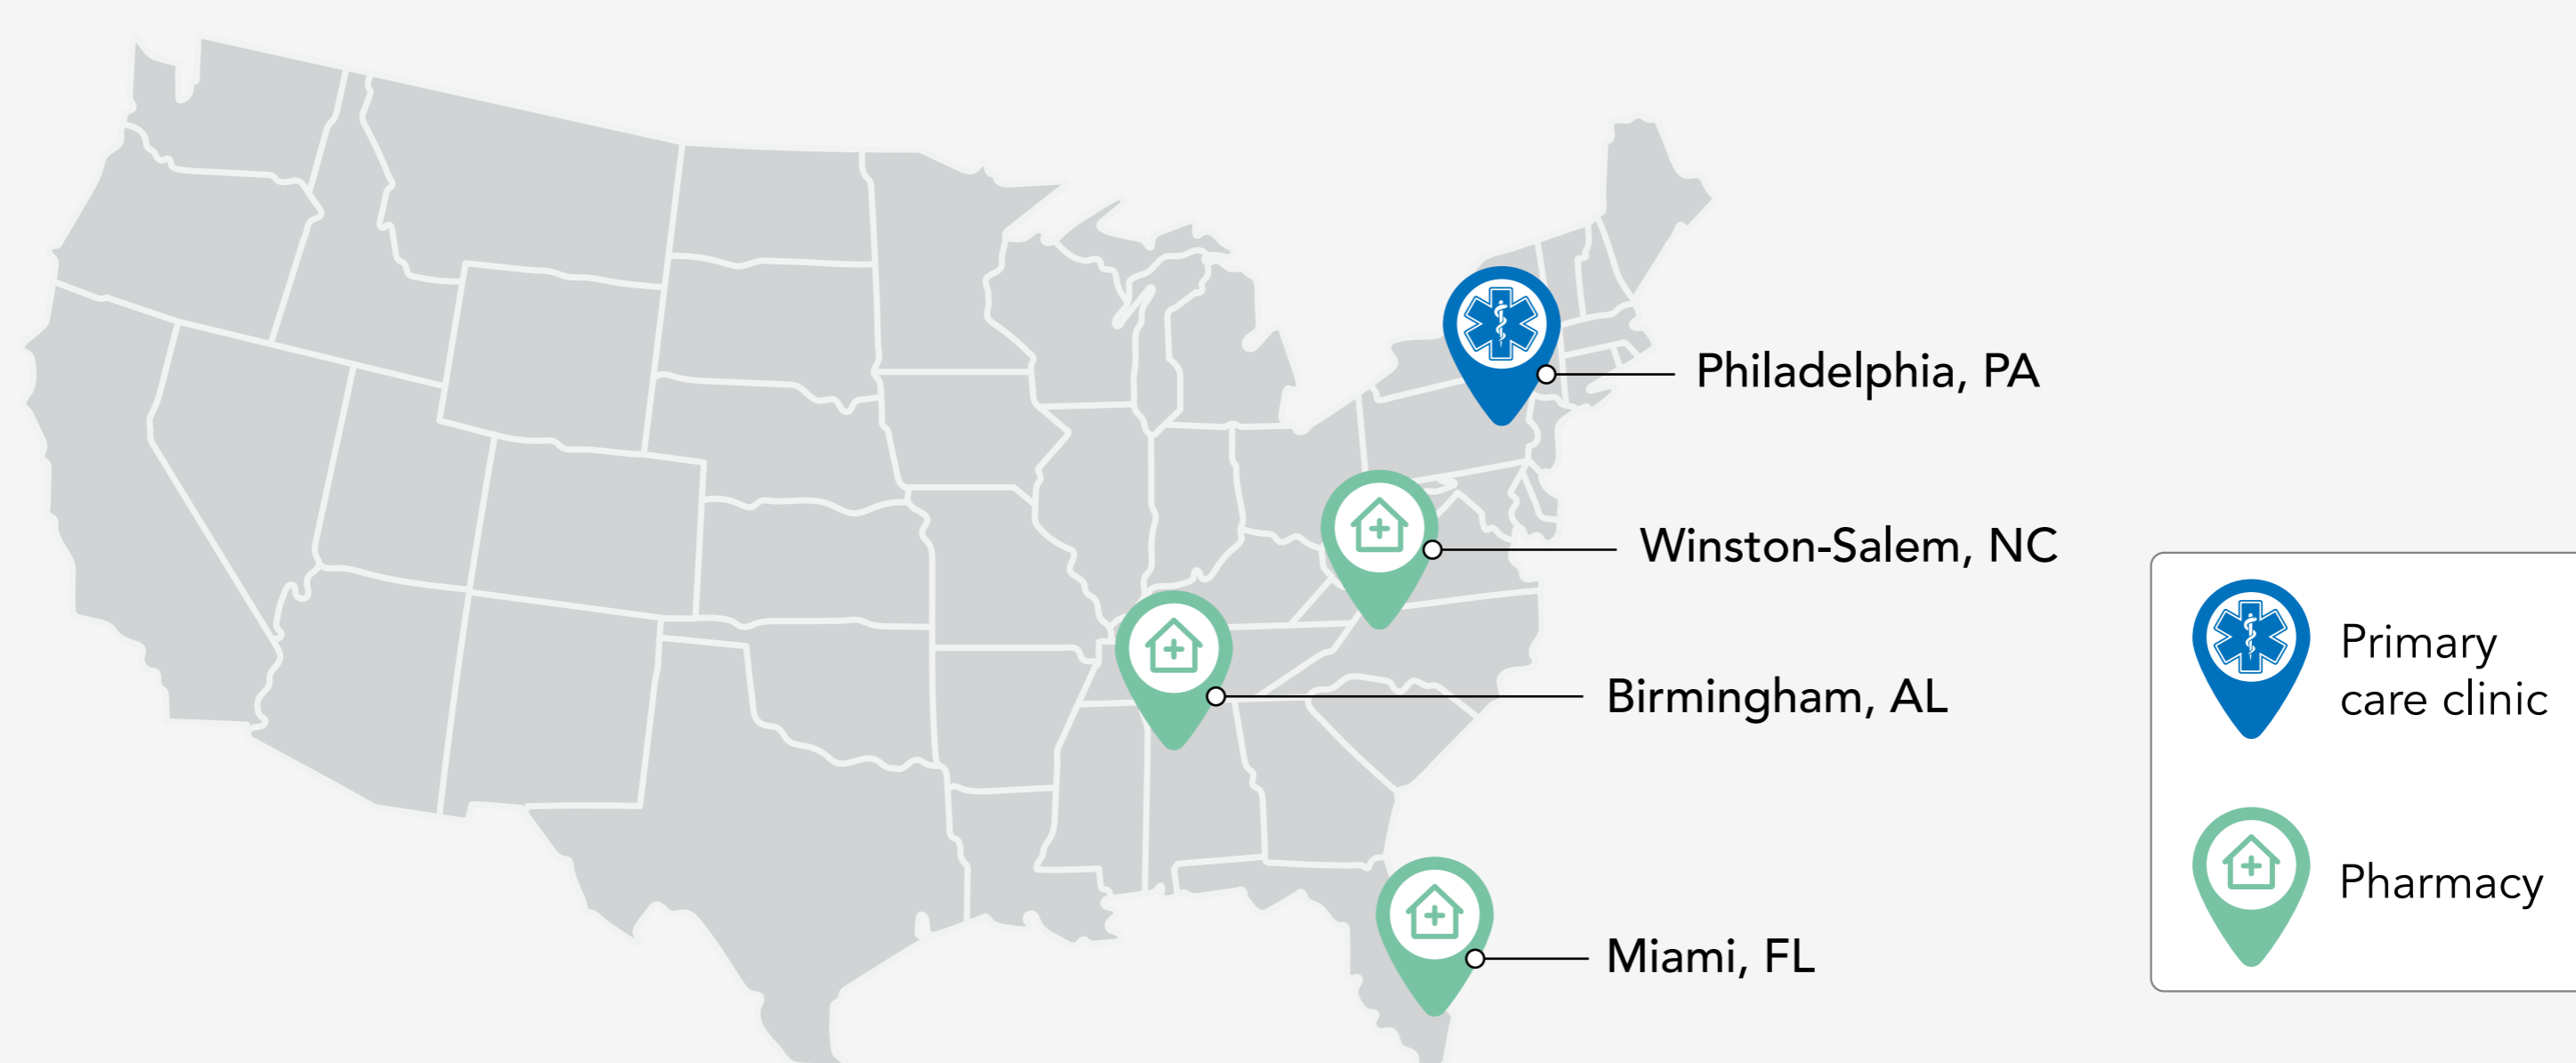 Philadelphia, PA
Winston-Salem, NC
Birmingham, AL
Miami, FL
Primary
care clinic
Pharmacy